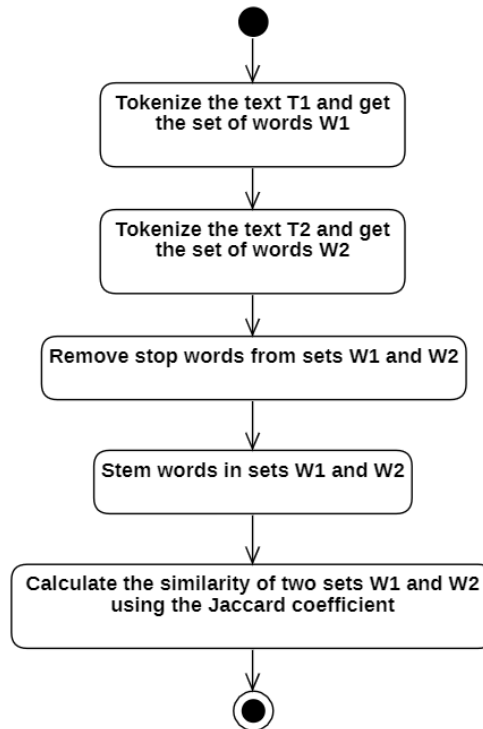 Tokenize the text T1 and get
the set of words W1
Tokenize the text T2 and get
the set of words W2
Remove stop words from sets W1 and W2
Stem words in sets W1 and W2
Calculate the similarity of two sets W1 and W2
using the Jaccard coefficient